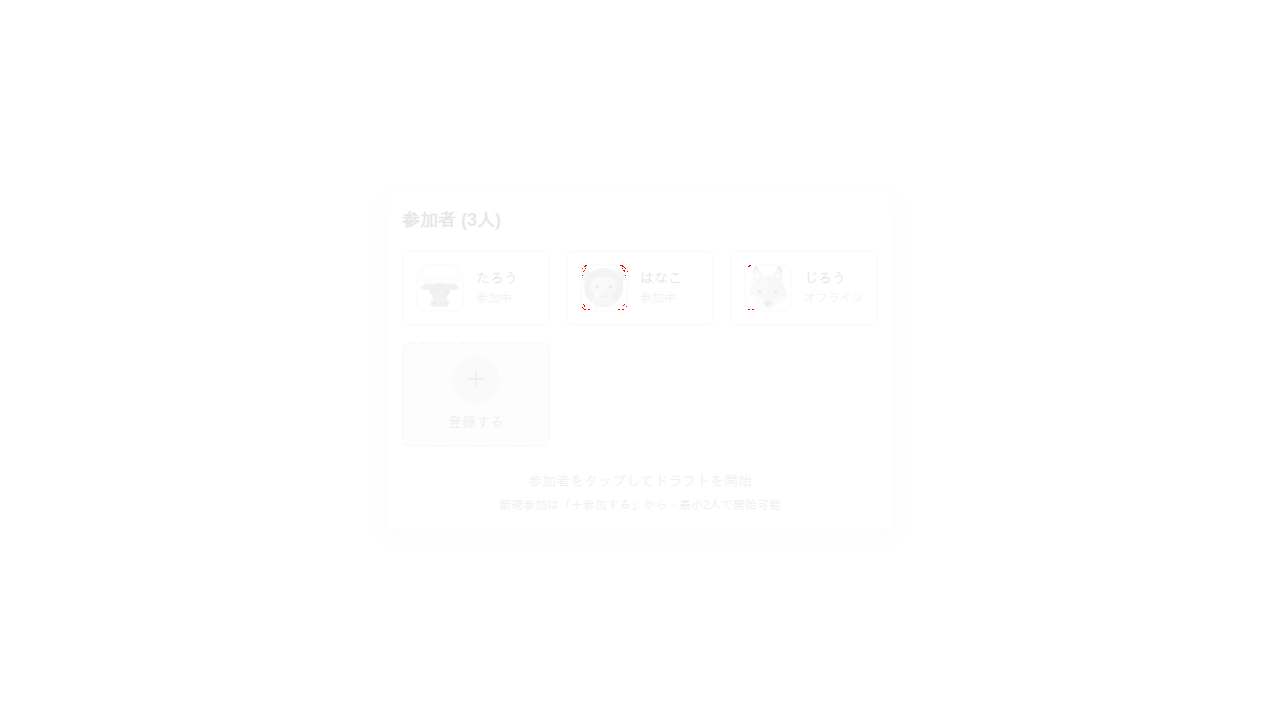 参加者 (3人)
たろう
参加中
はなこ
参加中
じろう
オフライン
+
登録する
参加者をタップしてドラフトを開始
新規参加は「＋参加する」から・最小2人で開始可能